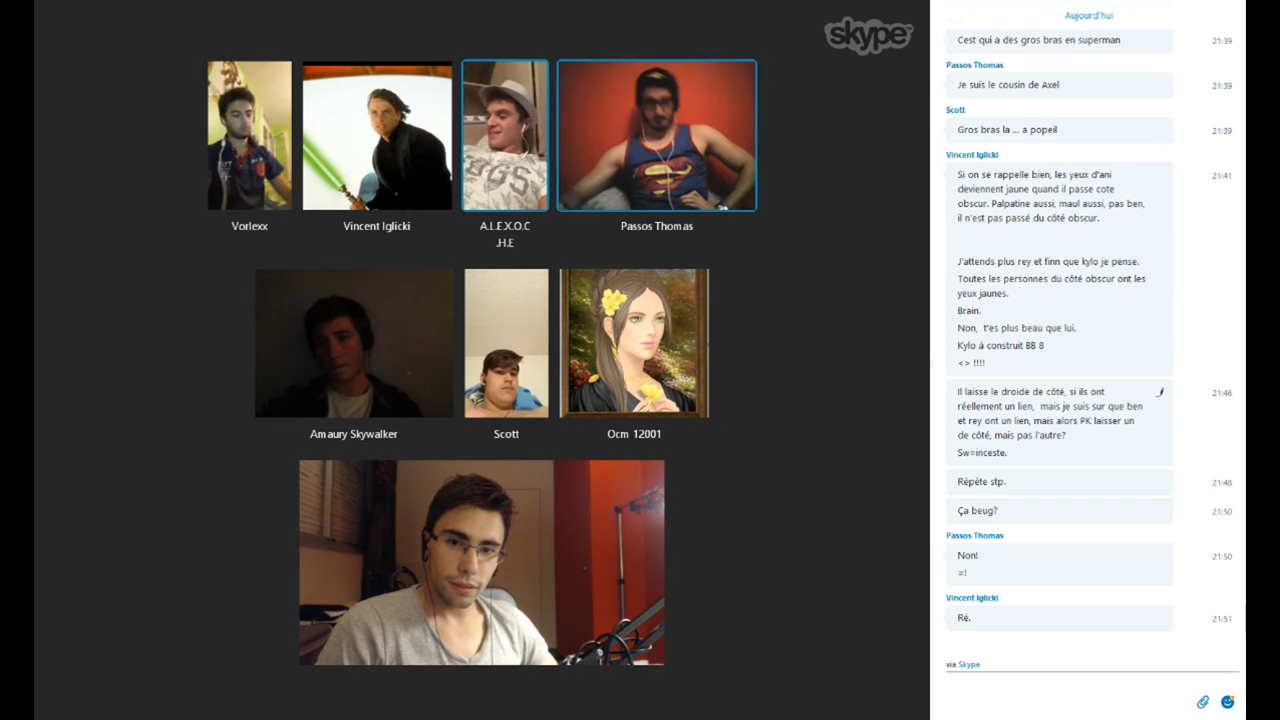 skype
Vorlexx
Vincent Iglicki
A.L.E.X.O.C
.H.E
Passos Thomas
Amaury Skywalker
Scott
Ocm 12001
Aujourd'hui
Cest qui a des gros bras en superman
21:39
Passos Thomas
Je suis le cousin de Axel
21:39
Scott
Gros bras la ... a popeil
21:39
Vincent Iglicki
Si on se rappelle bien, les yeux d'ani
21:41
deviennent jaune quand il passe cote
obscur. Palpatine aussi, maul aussi, pas ben,
il n'est pas passé du côté obscur.
J'attends plus rey et finn que kylo je pense.
Toutes les personnes du côté obscur ont les
yeux jaunes.
Brain.
Non, t'es plus beau que lui.
Kylo à construit BB 8
<> !!!!
Il laisse le droide de côté, si ils ont
21:46
réellement un lien, mais je suis sur que ben
et rey ont un lien, mais alors PK laisser un
de côté, mais pas l'autre?
Sw=inceste.
Répète stp.
21:48
Ça beug?
21:50
Passos Thomas
Non!
21:50
=!
Vincent Iglicki
Ré.
21:51
via Skype